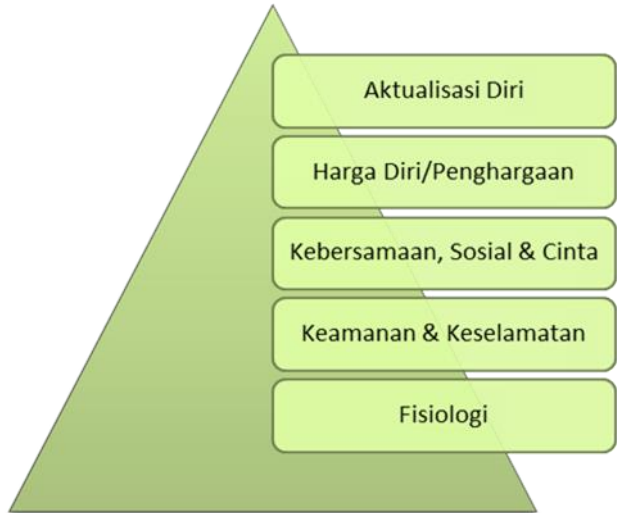 Aktualisasi Diri
Harga Diri/Penghargaan
Kebersamaan, Sosial & Cinta
Keamanan & Keselamatan
Fisiologi